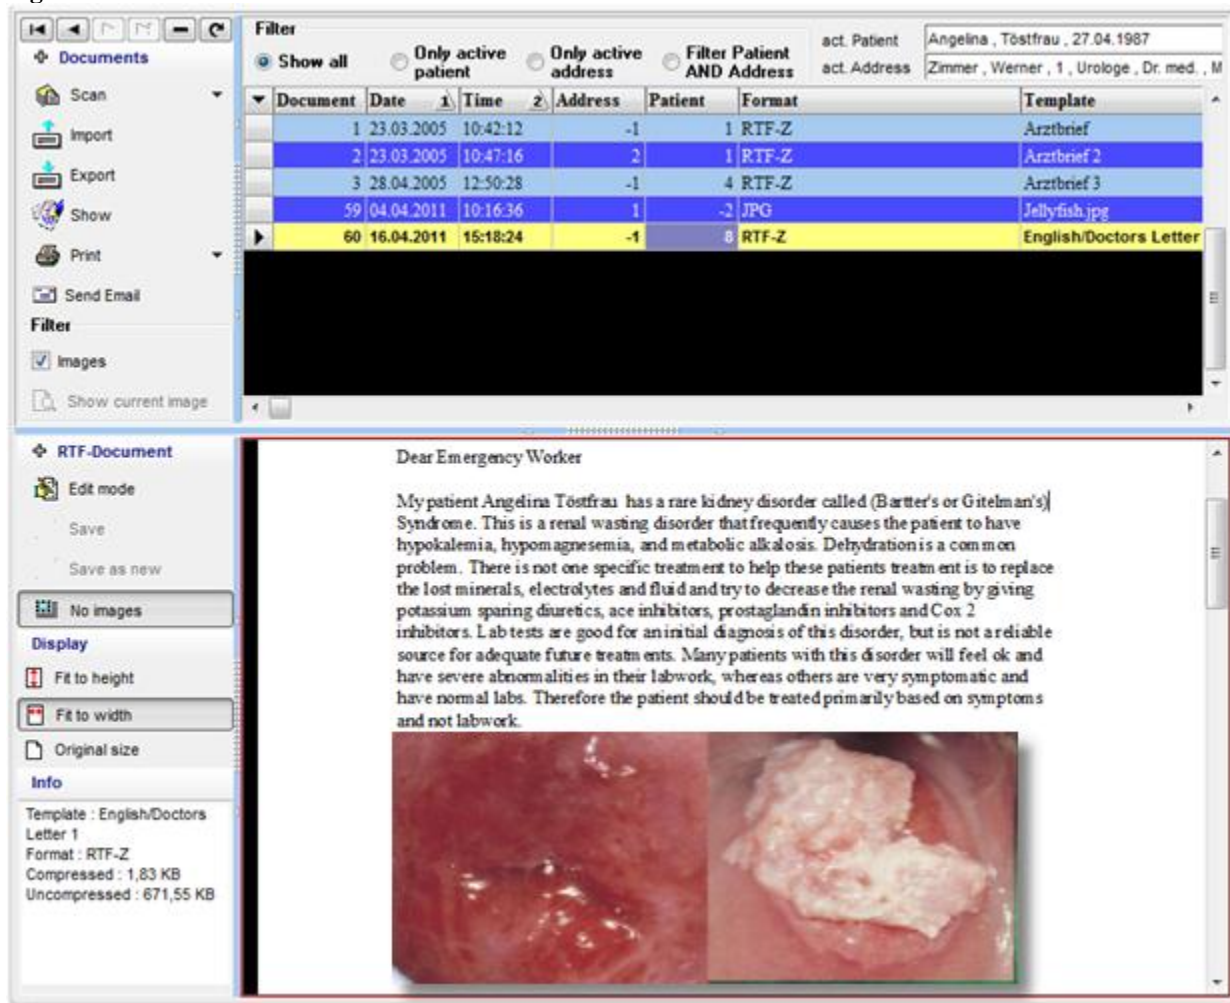 Documents
Scan
Import
Export
Show
Print
Send Email
Filter
Images
Show current image
Filter
Show all
Only active patient
Only active address
Filter Patient AND Address
act. Patient Angelina , Töstfrau , 27.04.1987
act. Address Zimmer , Werner , 1 , Urologe , Dr. med. , M
Document Date 1 Time 2 Address Patient Format Template
1 23.03.2005 10:42:12 -1 1 RTF-Z Arztbrief
2 23.03.2005 10:47:16 2 1 RTF-Z Arztbrief 2
3 28.04.2005 12:50:28 -1 4 RTF-Z Arztbrief 3
59 04.04.2011 10:16:36 1 -2 JPG Jellyfish.jpg
60 16.04.2011 15:18:24 -1 8 RTF-Z English/Doctors Letter
RTF-Document
Edit mode
Save
Save as new
No images
Display
Fit to height
Fit to width
Original size
Info
Template : English/Doctors
Letter 1
Format : RTF-Z
Compressed : 1,83 KB
Uncompressed : 671,55 KB
Dear Emergency Worker
My patient Angelina Töstfrau has a rare kidney disorder called (Bartter's or Gitelman's)
Syndrome. This is a renal wasting disorder that frequently causes the patient to have
hypokalemia, hypomagnesemia, and metabolic alkalosis. Dehydration is a common
problem. There is not one specific treatment to help these patients treatment is to replace
the lost minerals, electrolytes and fluid and try to decrease the renal wasting by giving
potassium sparing diuretics, ace inhibitors, prostaglandin inhibitors and Cox 2
inhibitors. Lab tests are good for an initial diagnosis of this disorder, but is not a reliable
source for adequate future treatments. Many patients with this disorder will feel ok and
have severe abnormalities in their labwork, whereas others are very symptomatic and
have normal labs. Therefore the patient should be treated primarily based on symptoms
and not labwork.